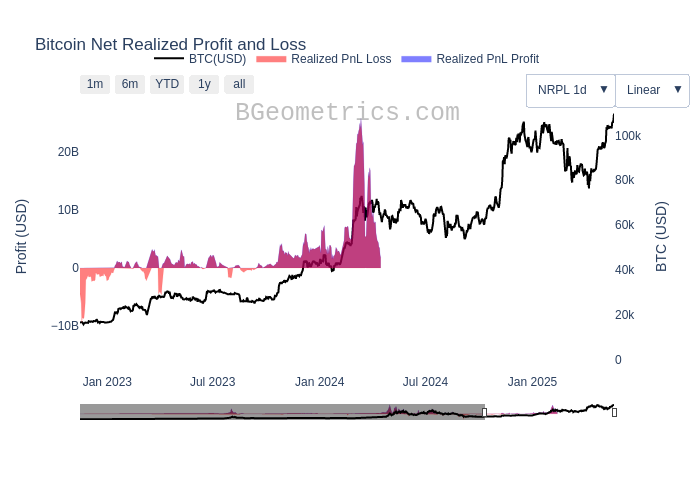 Bitcoin Net Realized Profit and Loss
BTC(USD) Realized PnL Loss Realized PnL Profit
1m 6m YTD 1y all NRPL 1d ▼ Linear ▼
BGeometrics.com
20B
10B
0
−10B
Profit (USD)
100k
80k
60k
40k
20k
0
BTC (USD)
Jan 2023 Jul 2023 Jan 2024 Jul 2024 Jan 2025